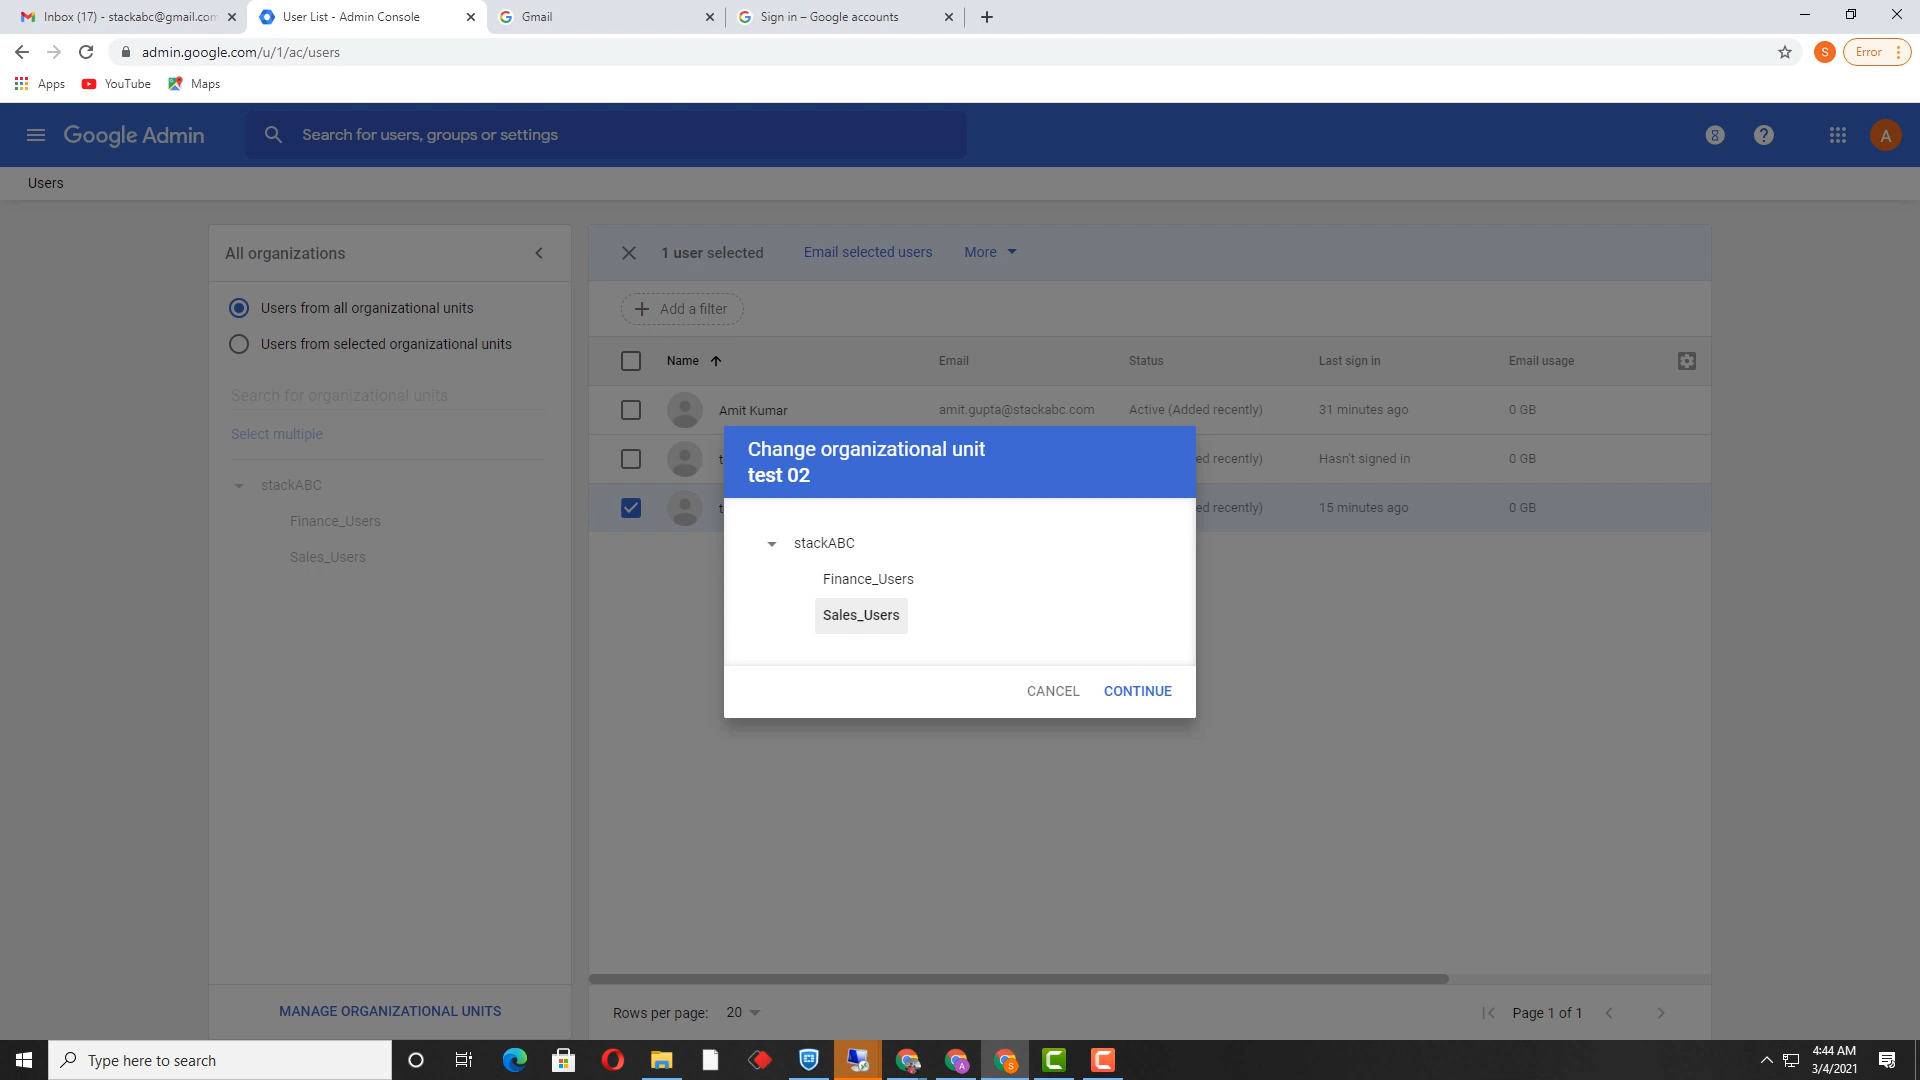 Inbox (17) - stackabc@gmail.com
User List - Admin Console
Gmail
Sign in – Google accounts
admin.google.com/u/1/ac/users
S
Error
Apps
YouTube
Maps
Google Admin
Search for users, groups or settings
A
Users
All organizations
Users from all organizational units
Users from selected organizational units
Search for organizational units
Select multiple
stackABC
Finance_Users
Sales_Users
MANAGE ORGANIZATIONAL UNITS
1 user selected
Email selected users
More
Add a filter
Name
Email
Status
Last sign in
Email usage
Amit Kumar
amit.gupta@stackabc.com
Active (Added recently)
31 minutes ago
0 GB
t
ed recently)
Hasn't signed in
0 GB
t
ed recently)
15 minutes ago
0 GB
Change organizational unit
test 02
stackABC
Finance_Users
Sales_Users
CANCEL
CONTINUE
Rows per page: 20
Page 1 of 1
Type here to search
4:44 AM
3/4/2021